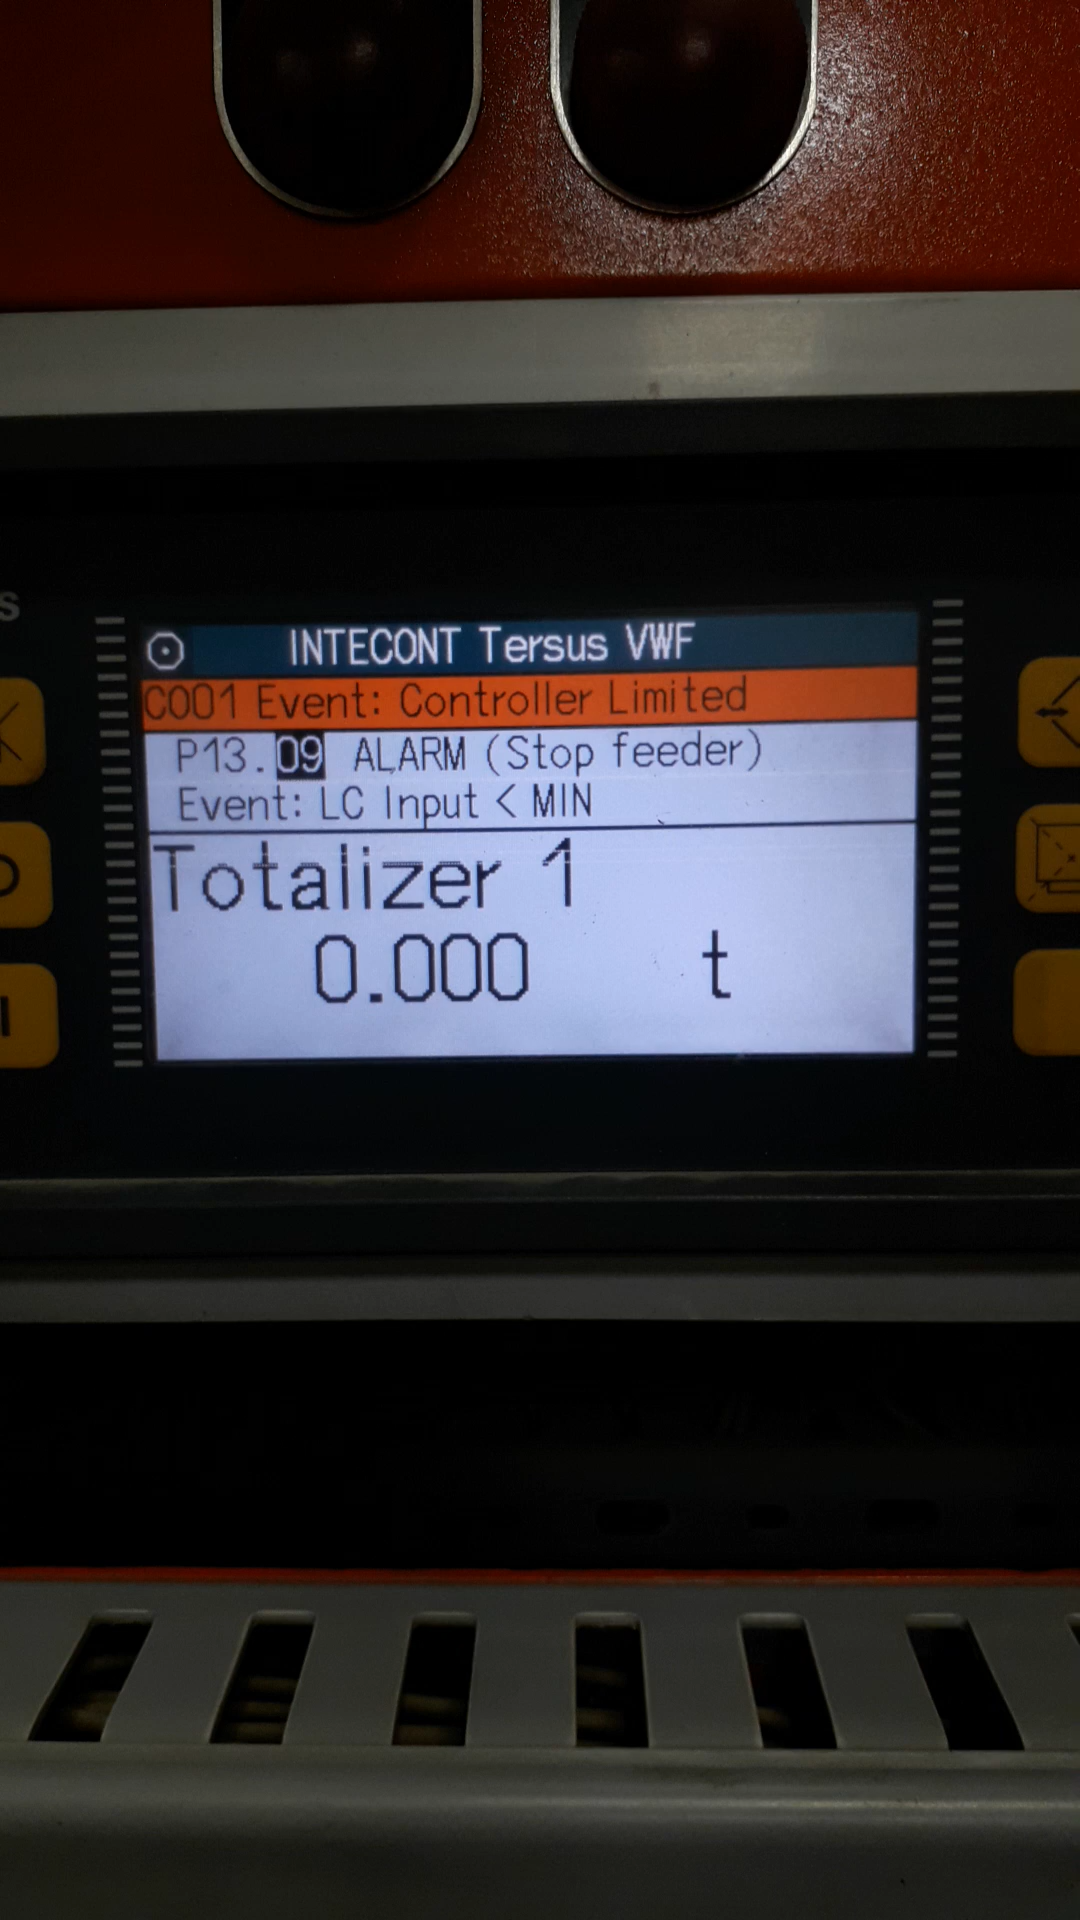 INTECONT Tersus VWF
C001 Event: Controller Limited
P13.09 ALARM (Stop feeder)
Event: LC Input < MIN
Totalizer 1
0.000 t